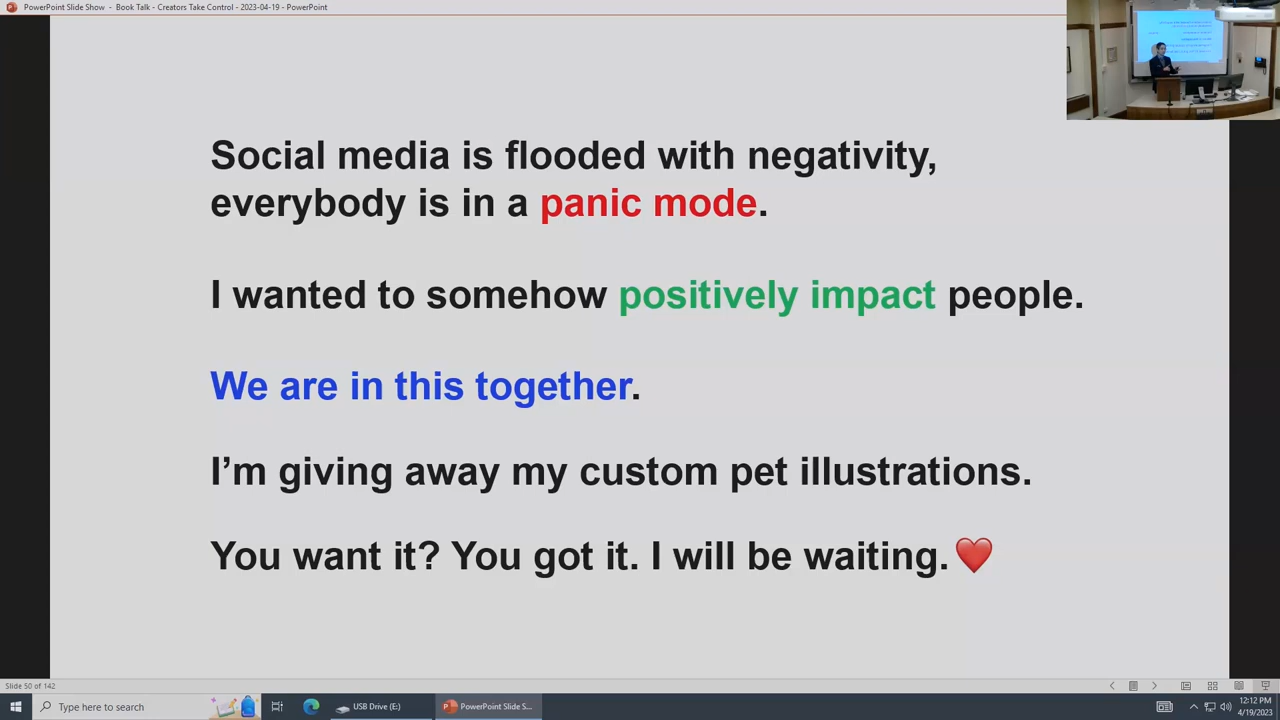 PowerPoint Slide Show - Book Talk - Creators Take Control - 2023-04-19 - PowerPoint
Social media is flooded with negativity,
everybody is in a panic mode.
I wanted to somehow positively impact people.
We are in this together.
I’m giving away my custom pet illustrations.
You want it? You got it. I will be waiting.❤️
Slide 50 of 142
Type here to search
USB Drive (E:)
PowerPoint Slide S...
12:12 PM
4/19/2023